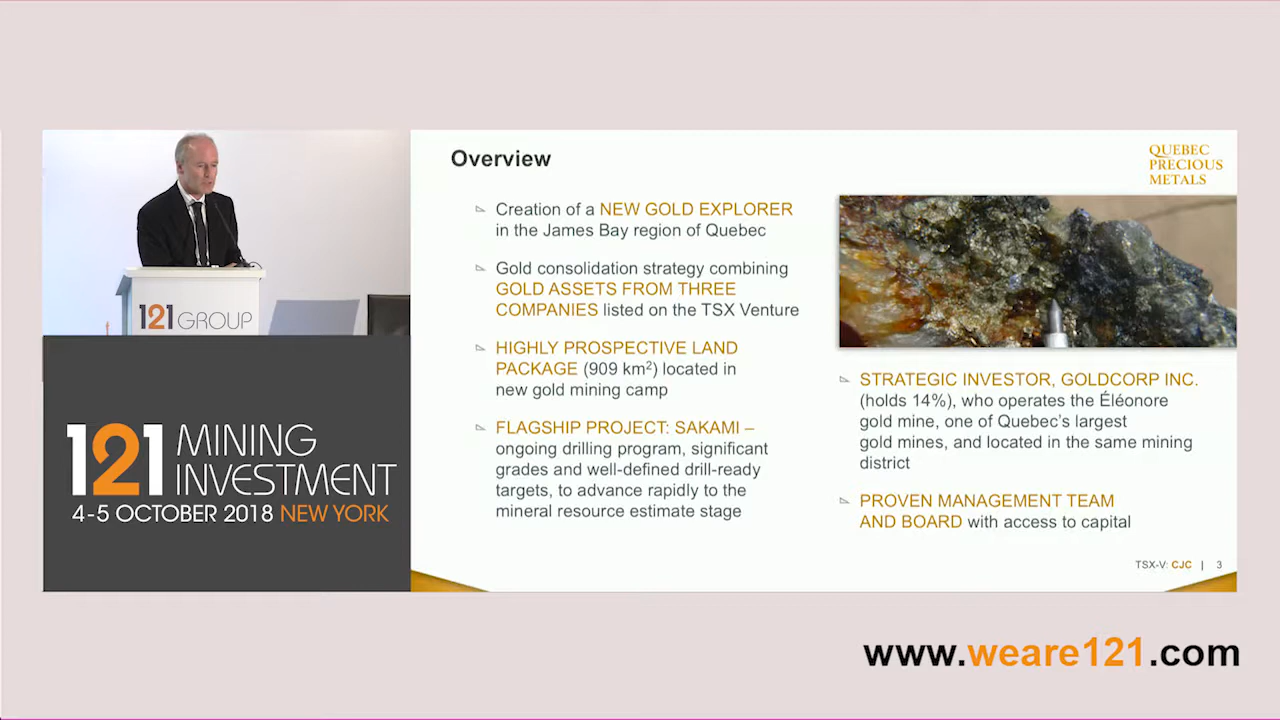 121 GROUP
121 MINING
INVESTMENT
4-5 OCTOBER 2018 NEW YORK
Overview
QUEBEC
PRECIOUS
METALS
Creation of a NEW GOLD EXPLORER
in the James Bay region of Quebec
Gold consolidation strategy combining
GOLD ASSETS FROM THREE
COMPANIES listed on the TSX Venture
HIGHLY PROSPECTIVE LAND
PACKAGE (909 km²) located in
new gold mining camp
FLAGSHIP PROJECT: SAKAMI –
ongoing drilling program, significant
grades and well-defined drill-ready
targets, to advance rapidly to the
mineral resource estimate stage
STRATEGIC INVESTOR, GOLDCORP INC.
(holds 14%), who operates the Éléonore
gold mine, one of Quebec's largest
gold mines, and located in the same mining
district
PROVEN MANAGEMENT TEAM
AND BOARD with access to capital
TSX-V: CJC | 3
www.weare121.com